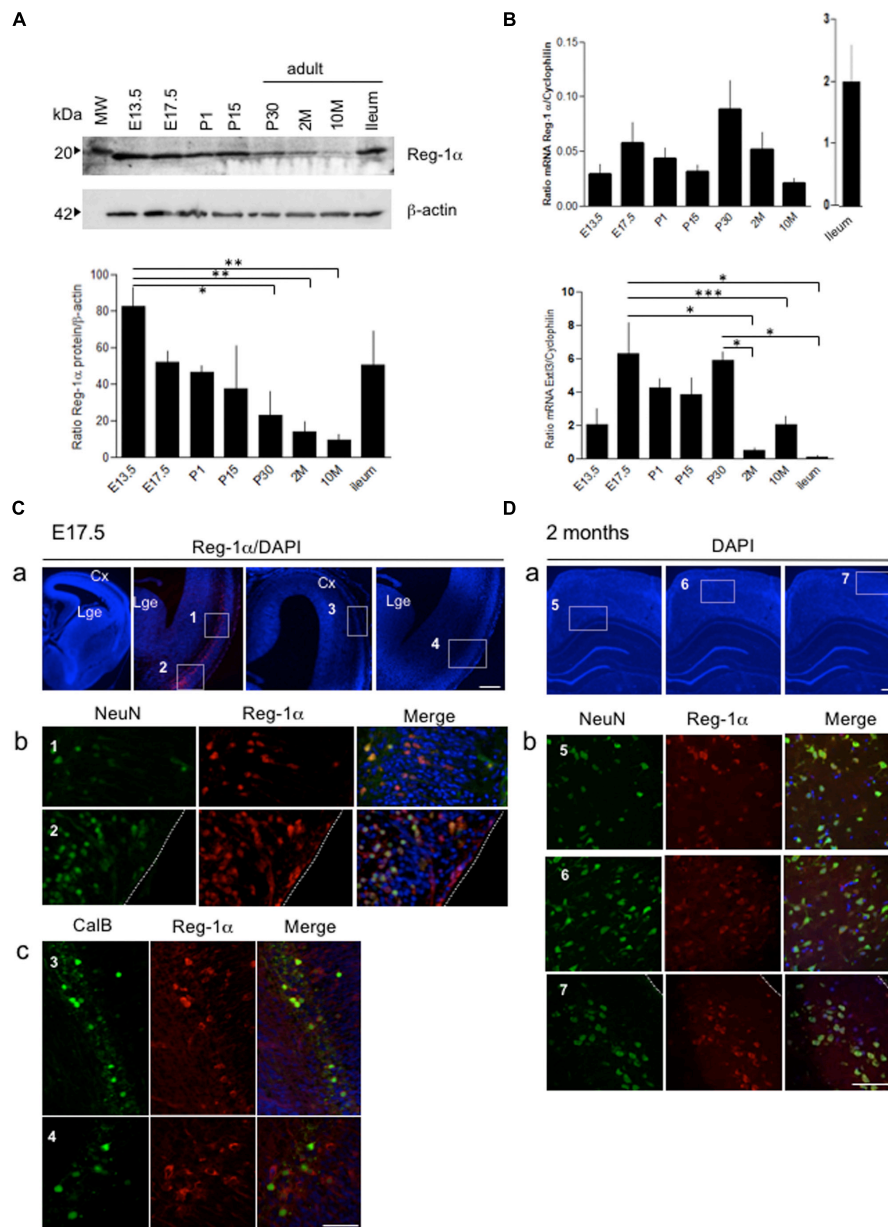 A
adult
kDa
MW
E13.5
E17.5
P1
P15
P30
2M
10M
Ileum
20
Reg-1α
42
β-actin
**
**
*
Ratio Reg-1α protein/β-actin
100
80
60
40
20
0
E13.5
E17.5
P1
P15
P30
2M
10M
ileum
B
Ratio mRNA Reg-1 α/Cyclophilin
0.15
0.10
0.05
0.00
E13.5
E17.5
P1
P15
P30
2M
10M
3
2
1
0
Ileum
*
***
*
*
*
Ratio mRNA Extl3/Cyclophilin
10
8
6
4
2
0
E13.5
E17.5
P1
P15
P30
2M
10M
ileum
C
E17.5
Reg-1α/DAPI
a
Cx
Lge
Lge
1
2
Cx
3
Lge
4
b
NeuN
Reg-1α
Merge
1
2
c
CalB
Reg-1α
Merge
3
4
D
2 months
DAPI
a
5
6
7
b
NeuN
Reg-1α
Merge
5
6
7